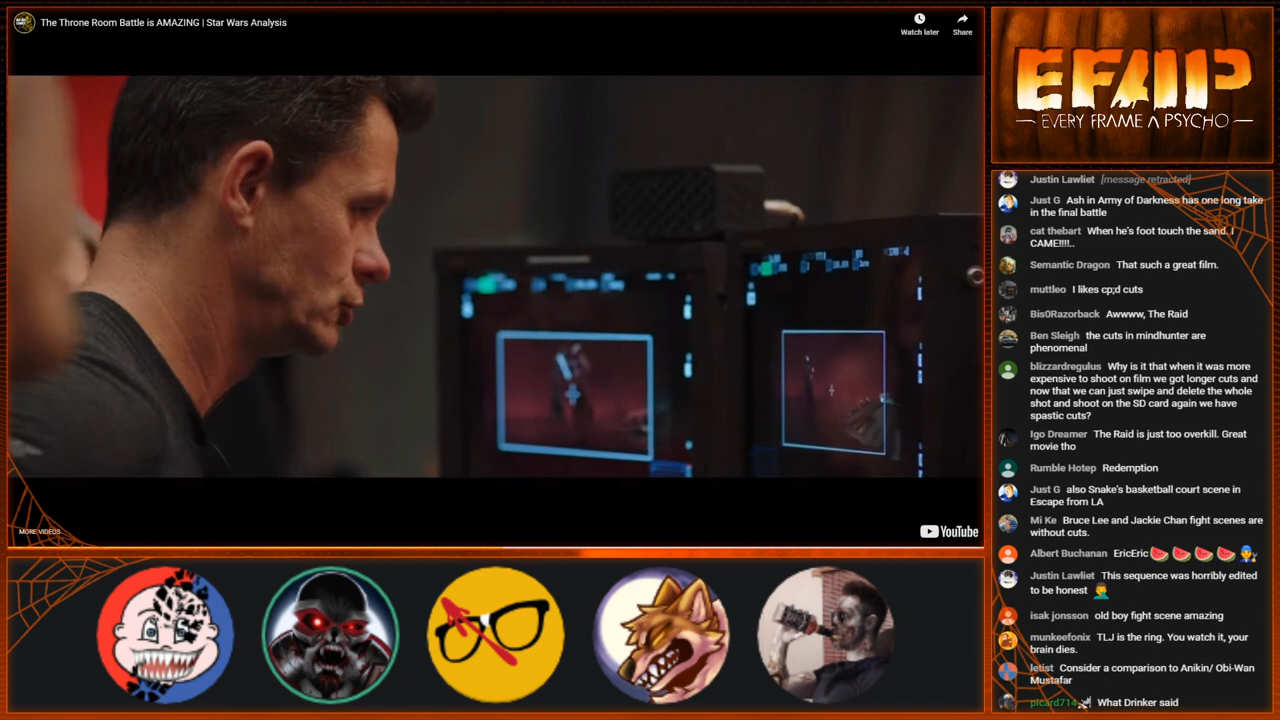 The Throne Room Battle is AMAZING | Star Wars Analysis
Watch later
Share
MORE VIDEOS
YouTube
EFAP
EVERY FRAME A PSYCHO
Justin Lawliet [message retracted]
Just G Ash in Army of Darkness has one long take
in the final battle
cat thebart When he's foot touch the sand. I
CAME!!!!..
Semantic Dragon That such a great film.
muttleo I likes cp;d cuts
Bis0Razorback Awwww, The Raid
Ben Sleigh the cuts in mindhunter are
phenomenal
blizzardregulus Why is it that when it was more
expensive to shoot on film we got longer cuts and
now that we can just swipe and delete the whole
shot and shoot on the SD card again we have
spastic cuts?
Igo Dreamer The Raid is just too overkill. Great
movie tho
Rumble Hotep Redemption
Just G also Snake's basketball court scene in
Escape from LA
Mi Ke Bruce Lee and Jackie Chan fight scenes are
without cuts.
Albert Buchanan EricEric
Justin Lawliet This sequence was horribly edited
to be honest
isak jonsson old boy fight scene amazing
munkeefonix TLJ is the ring. You watch it, your
brain dies.
letist Consider a comparison to Anikin/ Obi-Wan
Mustafar
picard714 What Drinker said